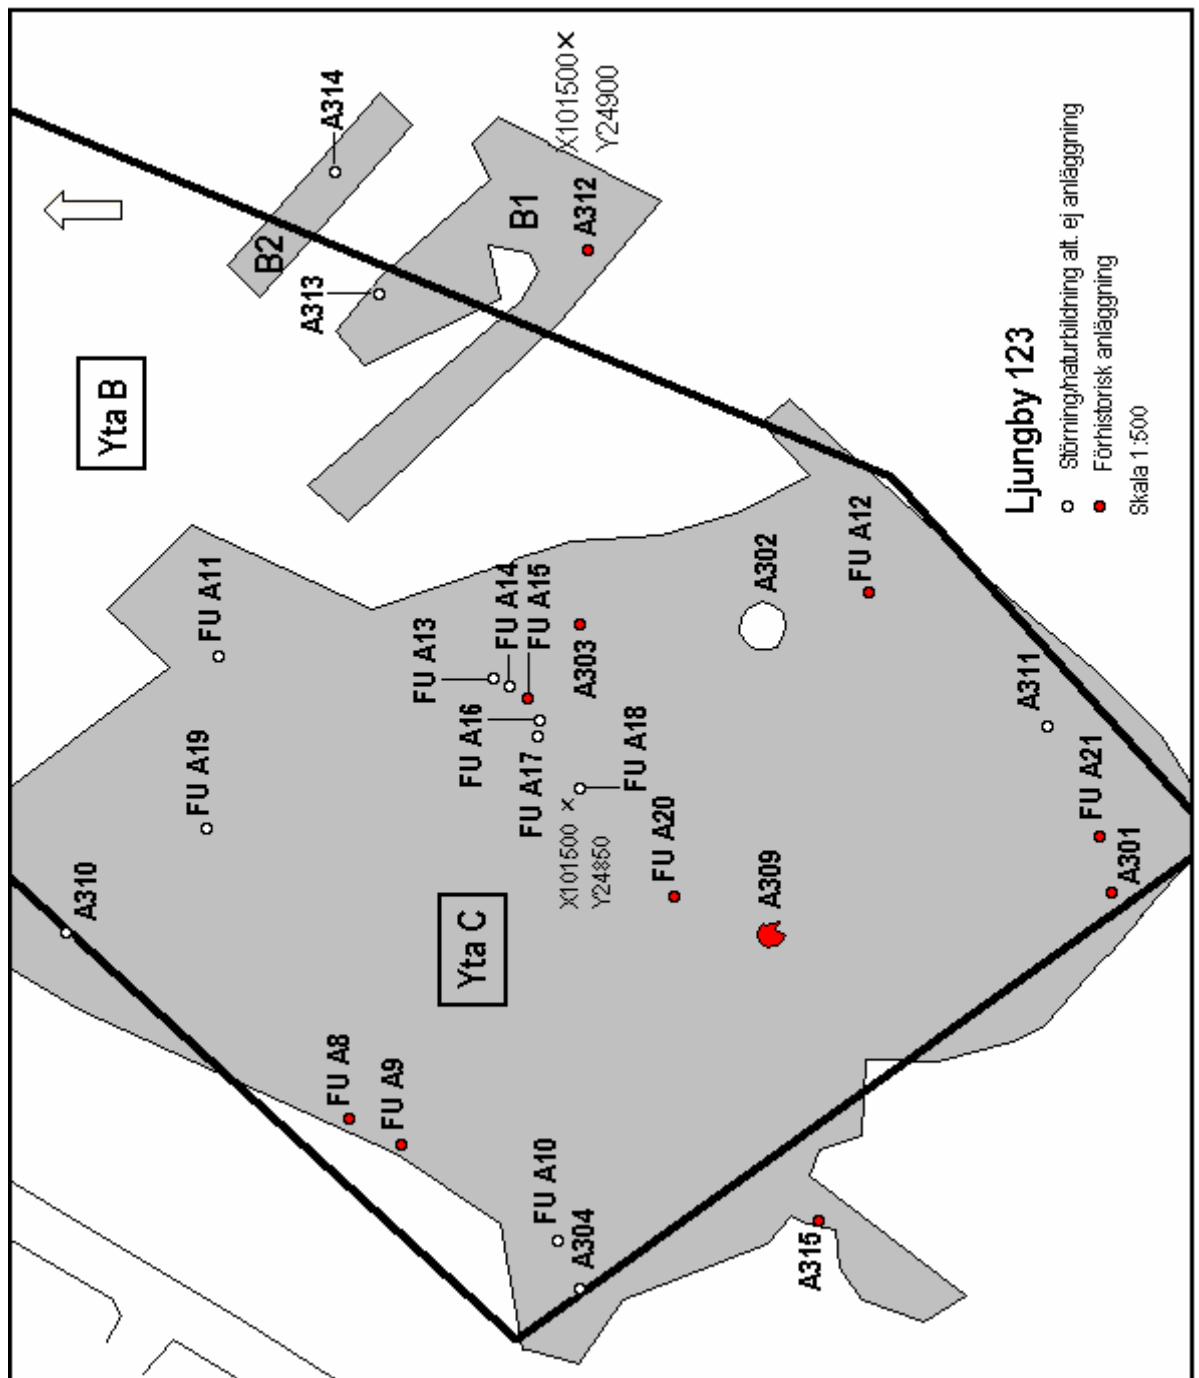 Yta B
B2
A314
A313
B1
X101500×
Y24900
A312
Ljungby 123
Störning/naturbildning alt. ej anläggning
Förhistorisk anläggning
Skala 1:500
FU A11
FU A19
A310
FU A13
FU A14
FU A15
FU A16
FU A17
A303
FU A18
X101500 ×
Y24850
FU A20
A302
FU A12
Yta C
A309
A311
FU A21
A301
FU A8
FU A9
FU A10
A304
A315